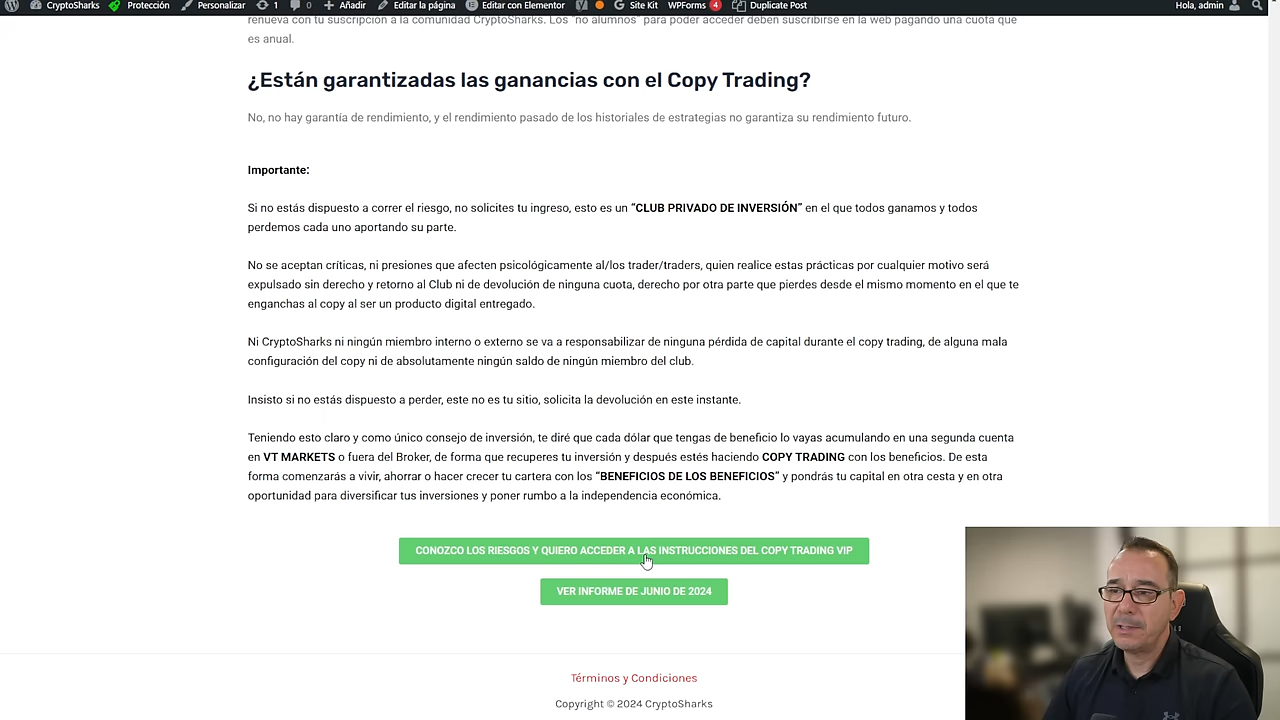 CryptoSharks Protección Personalizar 1 0 Añadir Editar la página Editar con Elementor Site Kit WPForms 4 Duplicate Post Hola, admin
renueva con tu suscripción a la comunidad CryptoSharks. Los "no alumnos" para poder acceder deben suscribirse en la web pagando una cuota que
es anual.
¿Están garantizadas las ganancias con el Copy Trading?
No, no hay garantía de rendimiento, y el rendimiento pasado de los historiales de estrategias no garantiza su rendimiento futuro.
Importante:
Si no estás dispuesto a correr el riesgo, no solicites tu ingreso, esto es un “CLUB PRIVADO DE INVERSIÓN” en el que todos ganamos y todos
perdemos cada uno aportando su parte.
No se aceptan críticas, ni presiones que afecten psicológicamente al/los trader/traders, quien realice estas prácticas por cualquier motivo será
expulsado sin derecho y retorno al Club ni de devolución de ninguna cuota, derecho por otra parte que pierdes desde el mismo momento en el que te
enganchas al copy al ser un producto digital entregado.
Ni CryptoSharks ni ningún miembro interno o externo se va a responsabilizar de ninguna pérdida de capital durante el copy trading, de alguna mala
configuración del copy ni de absolutamente ningún saldo de ningún miembro del club.
Insisto si no estás dispuesto a perder, este no es tu sitio, solicita la devolución en este instante.
Teniendo esto claro y como único consejo de inversión, te diré que cada dólar que tengas de beneficio lo vayas acumulando en una segunda cuenta
en VT MARKETS o fuera del Broker, de forma que recuperes tu inversión y después estés haciendo COPY TRADING con los beneficios. De esta
forma comenzarás a vivir, ahorrar o hacer crecer tu cartera con los “BENEFICIOS DE LOS BENEFICIOS” y pondrás tu capital en otra cesta y en otra
oportunidad para diversificar tus inversiones y poner rumbo a la independencia económica.
CONOZCO LOS RIESGOS Y QUIERO ACCEDER A LAS INSTRUCCIONES DEL COPY TRADING VIP
VER INFORME DE JUNIO DE 2024
Términos y Condiciones
Copyright © 2024 CryptoSharks